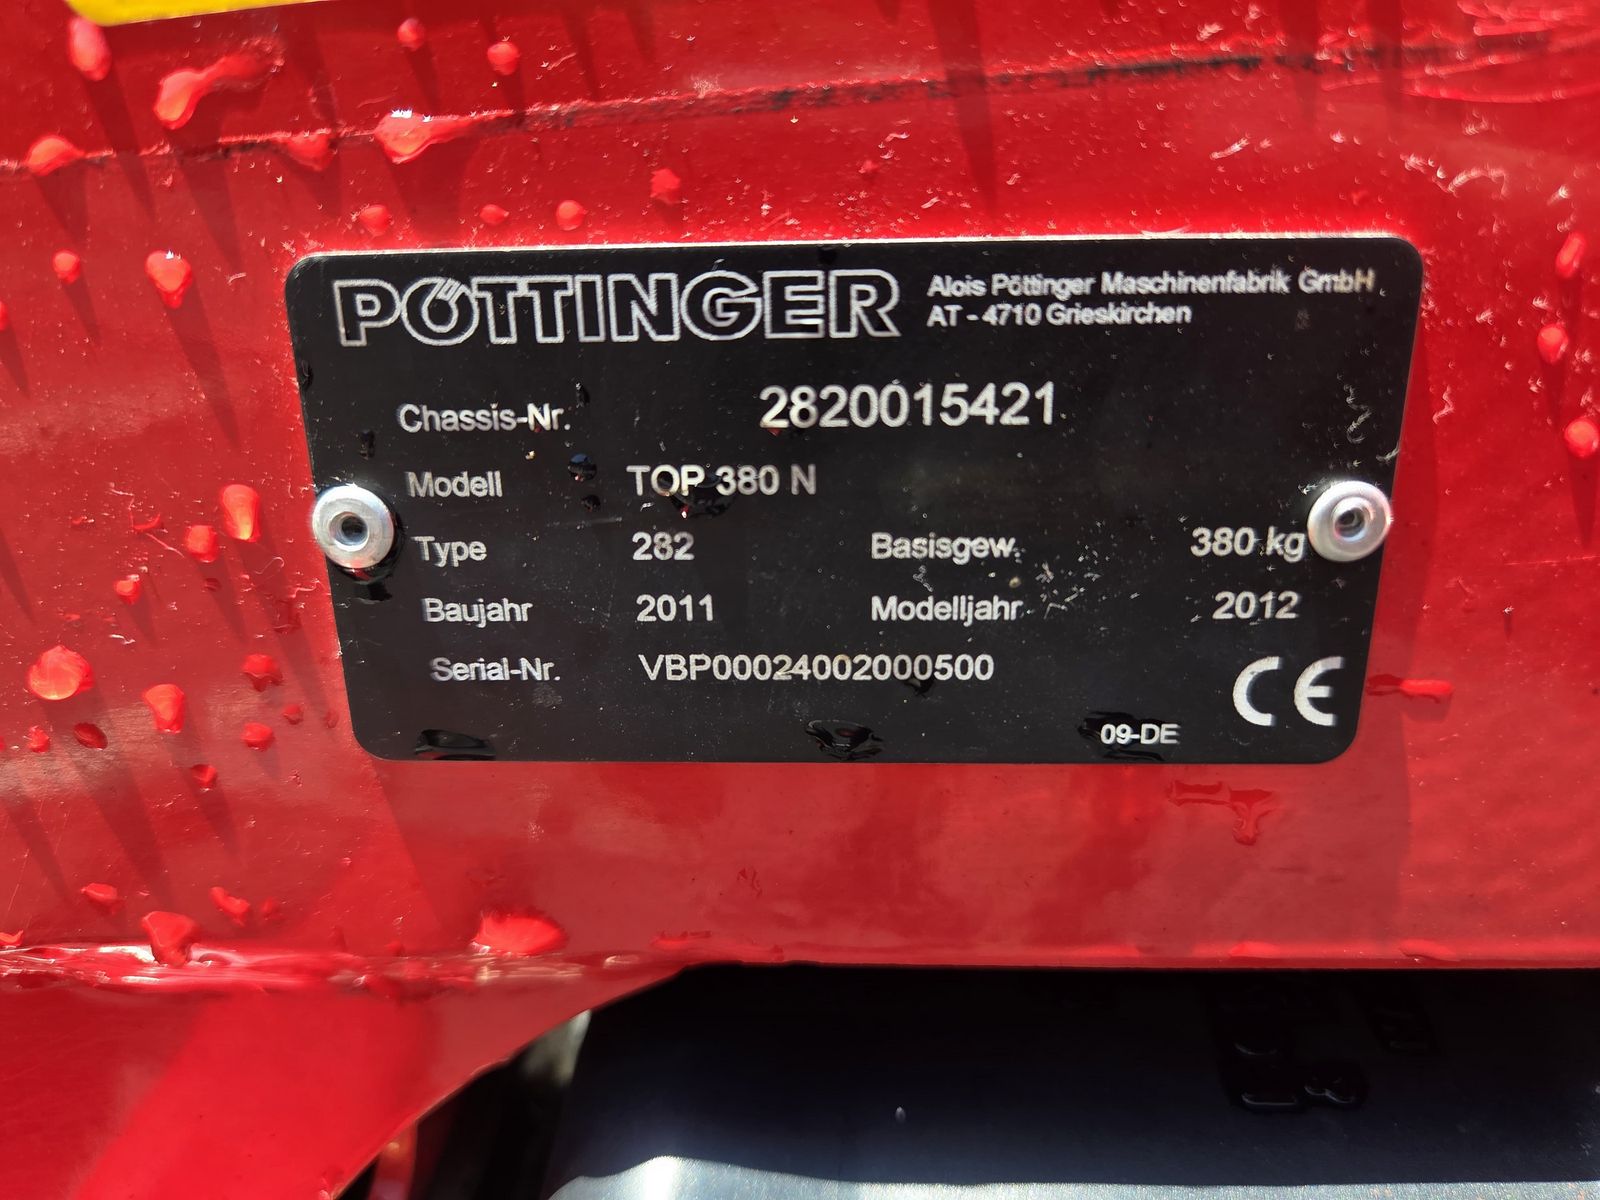 PÖTTINGER
Alois Pöttinger Maschinenfabrik GmbH
AT - 4710 Grieskirchen
Chassis-Nr. 2820015421
Modell TOP 380 N
Type 282 Basisgew. 380 kg
Baujahr 2011 Modelljahr 2012
Serial-Nr. VBP00024002000500
CE
09-DE